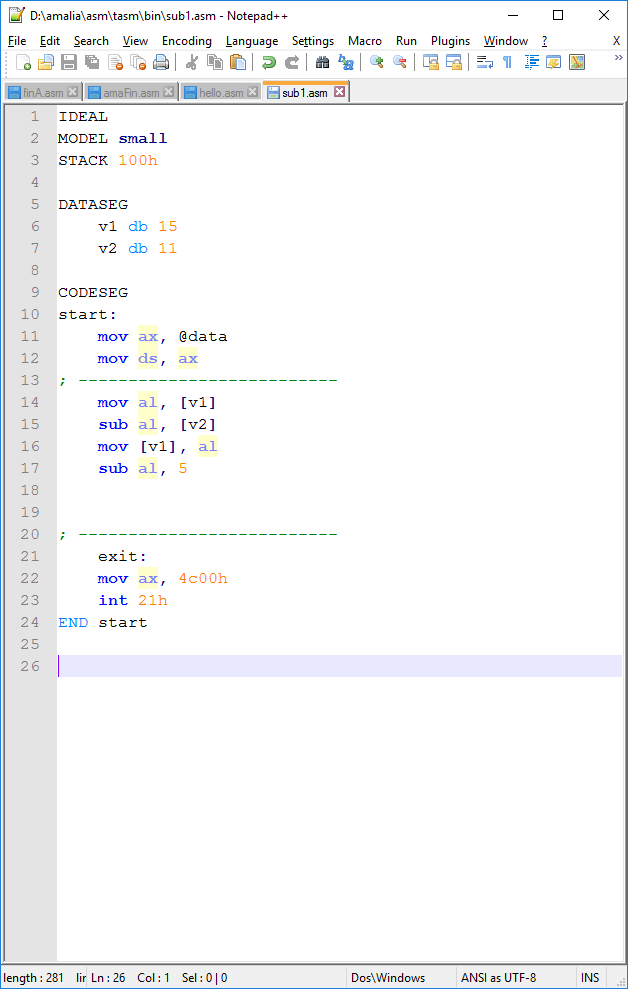 D:\amalia\asm\tasm\bin\sub1.asm - Notepad++
File Edit Search View Encoding Language Settings Macro Run Plugins Window ? X
»
finA.asm amaFin.asm hello.asm sub1.asm
1 IDEAL
2 MODEL small
3 STACK 100h
4
5 DATASEG
6 v1 db 15
7 v2 db 11
8
9 CODESEG
10 start:
11 mov ax, @data
12 mov ds, ax
13 ; --------------------------
14 mov al, [v1]
15 sub al, [v2]
16 mov [v1], al
17 sub al, 5
18
19
20 ; --------------------------
21 exit:
22 mov ax, 4c00h
23 int 21h
24 END start
25
26
length : 281 lir Ln : 26 Col : 1 Sel : 0 | 0 Dos\Windows ANSI as UTF-8 INS